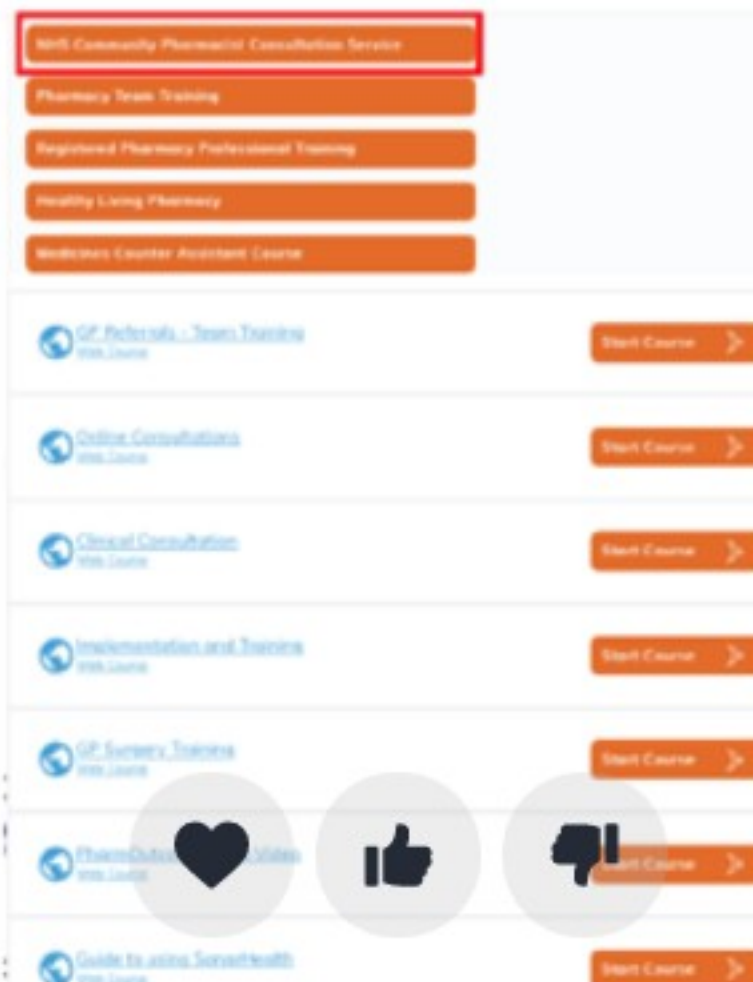 NHS Community Pharmacist Consultation Service
Pharmacy Team Training
Registered Pharmacy Professional Training
Healthy Living Pharmacy
Medicines Counter Assistant Course
GP Referrals - Team Training
Web Course
Start Course
Online Consultations
Web Course
Start Course
Clinical Consultation
Web Course
Start Course
Implementation and Training
Web Course
Start Course
GP Surgery Training
Web Course
Start Course
Video
Web Course
Start Course
Guide to using SonarHealth
Web Course
Start Course